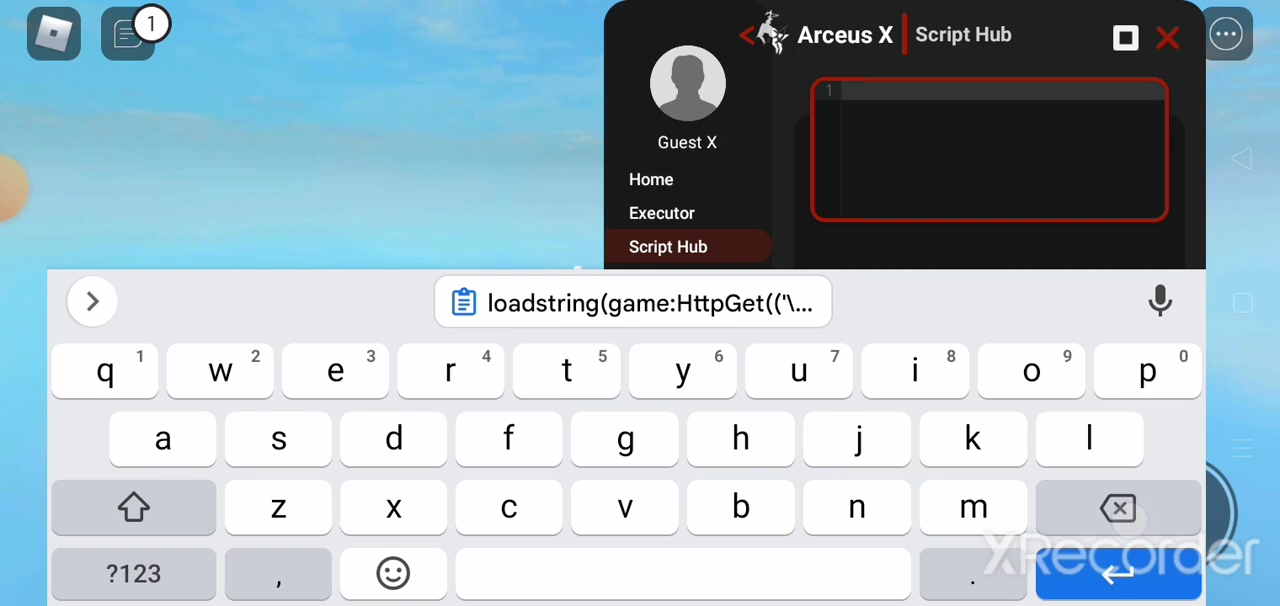 1
Arceus X
Script Hub
1
Guest X
Home
Executor
Script Hub
loadstring(game:HttpGet(('\...
q 1 w 2 e 3 r 4 t 5 y 6 u 7 i 8 o 9 p 0
a s d f g h j k l
z x c v b n m
?123 , .
XRecorder